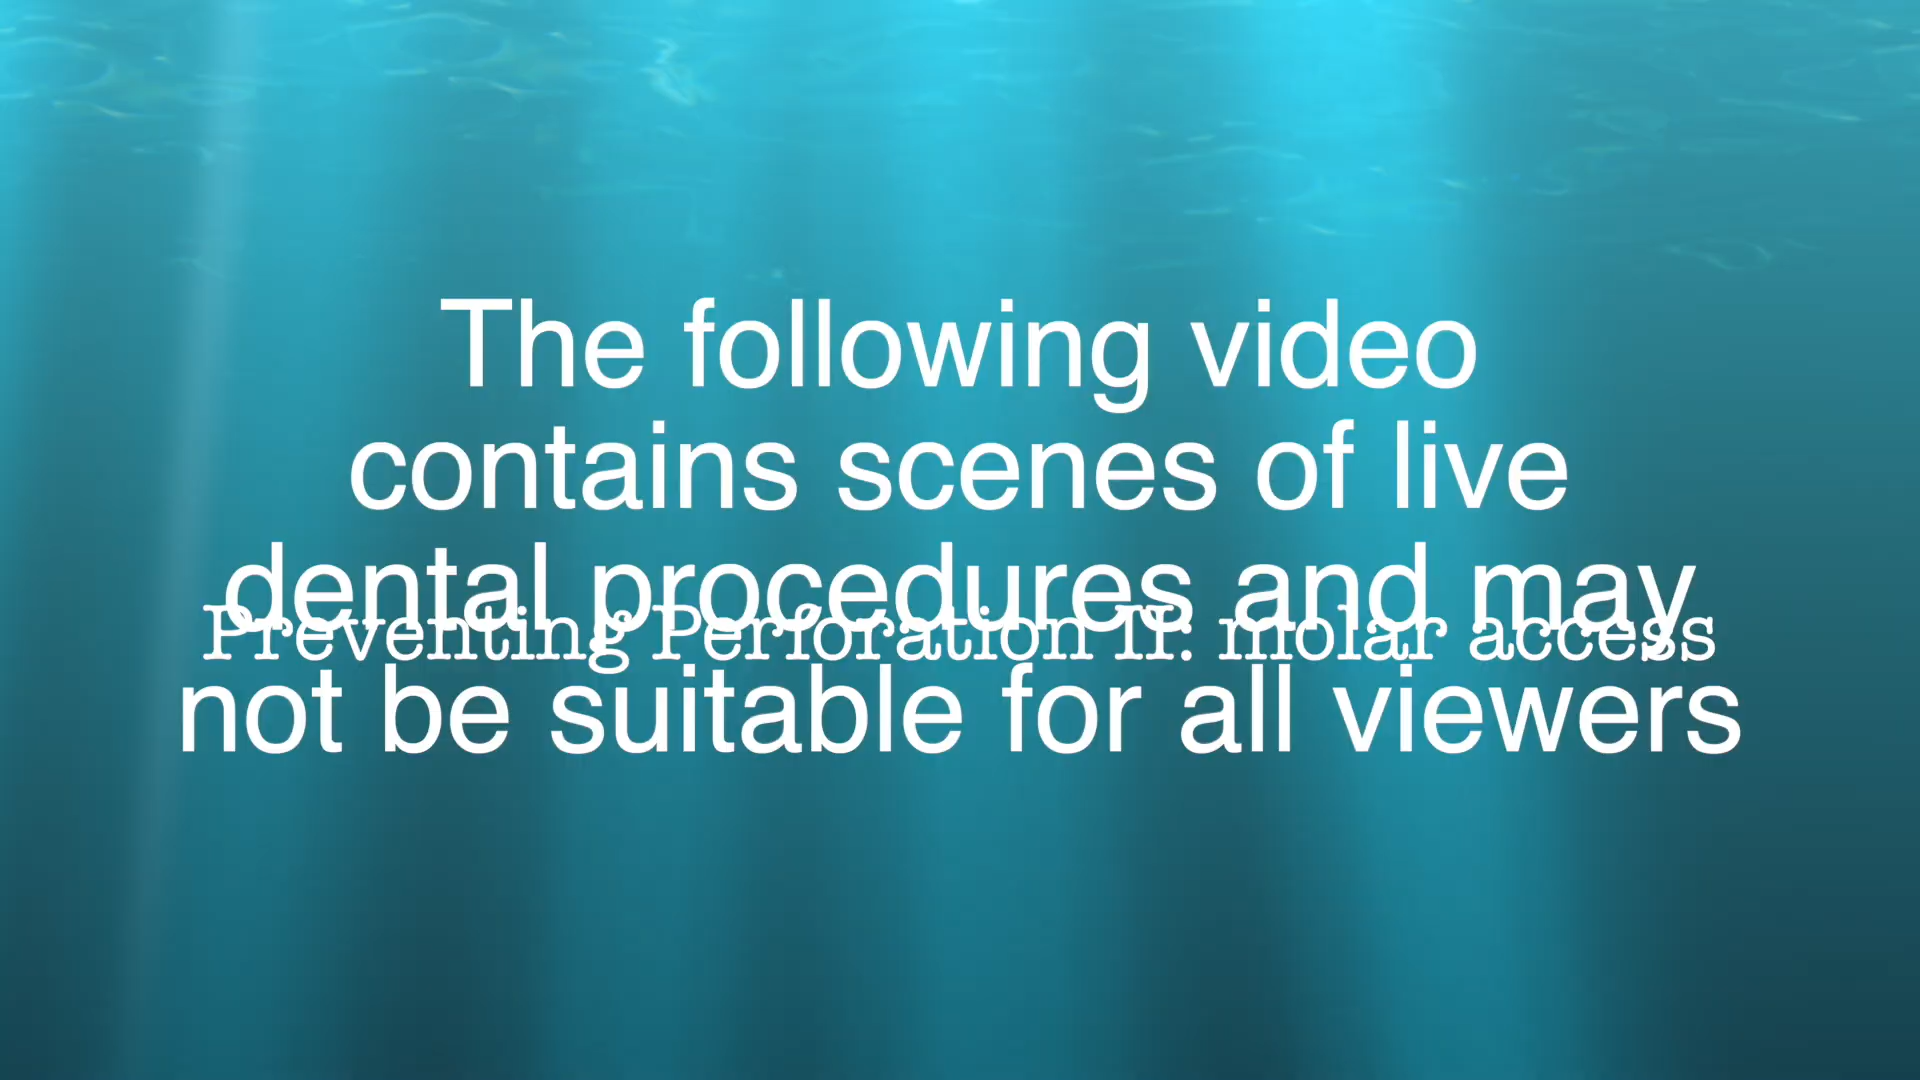 The following video
contains scenes of live
dental procedures and may
Preventing Perforation II: molar access
not be suitable for all viewers